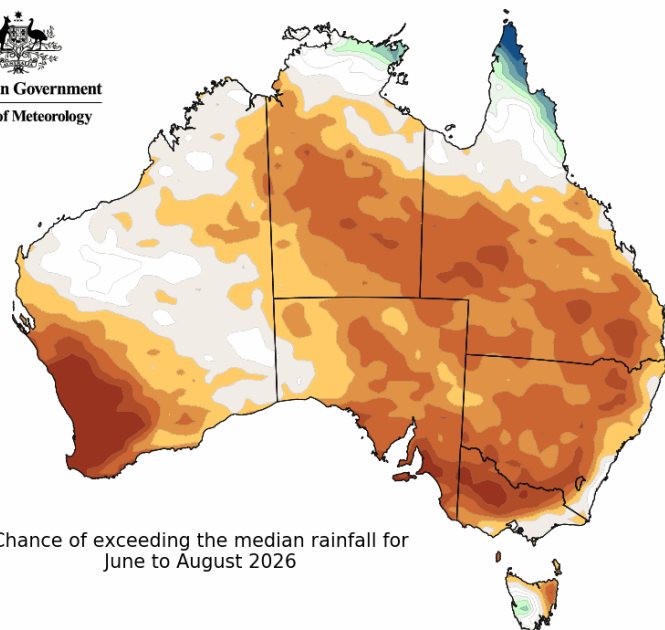 n Government
of Meteorology
Chance of exceeding the median rainfall for
June to August 2026